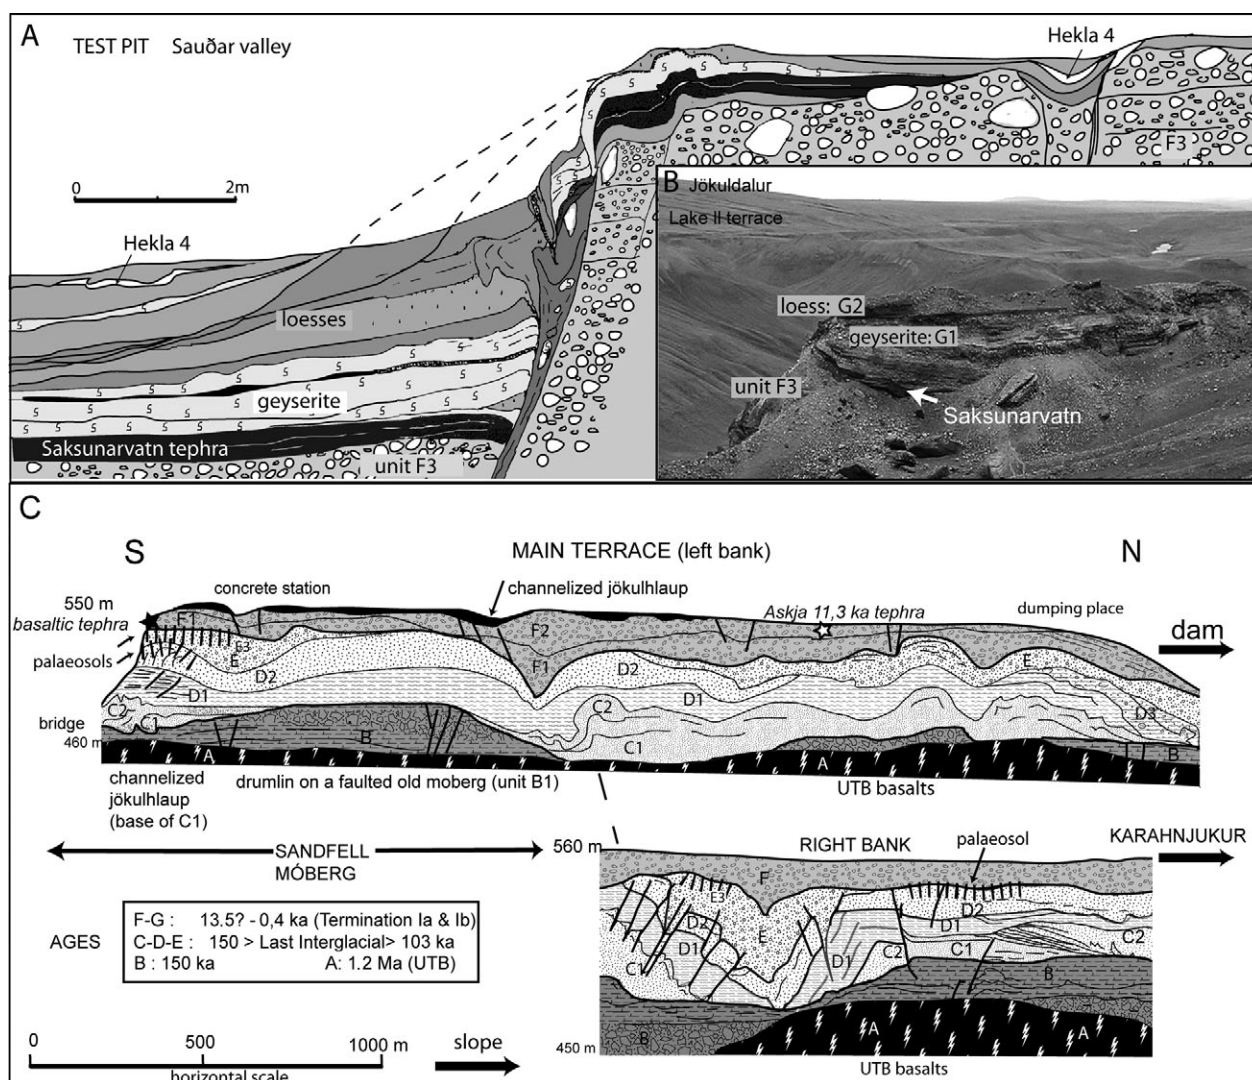 A
TEST PIT Sauðar valley
Hekla 4
0 2m
F3
Hekla 4
loesses
geyserite
Saksunarvatn tephra
unit F3
B
Jökuldalur
Lake II terrace
loess: G2
geyserite: G1
unit F3
Saksunarvatn
C
S
MAIN TERRACE (left bank)
N
concrete station
channelized jökulhlaup
550 m
basaltic tephra
Askja 11,3 ka tephra
dumping place
dam
palaeosols
F1
E3
E
D2
D1
C2
C1
F2
F1
D2
D1
C2
C1
E
D3
bridge
460 m
A
B
A
B
channelized
jökulhlaup
(base of C1)
drumlin on a faulted old moberg (unit B1)
UTB basalts
SANDFELL
MÓBERG
560 m
RIGHT BANK
palaeosol
KARAHNJUKUR
F
E3
E
D2
D1
C1
D1
C2
D2
D1
C1
C2
B
B
A
A
450 m
UTB basalts
AGES
F-G : 13.5? - 0,4 ka (Termination Ia & Ib)
C-D-E : 150 > Last Interglacial> 103 ka
B : 150 ka A: 1.2 Ma (UTB)
0 500 1000 m
horizontal scale
slope